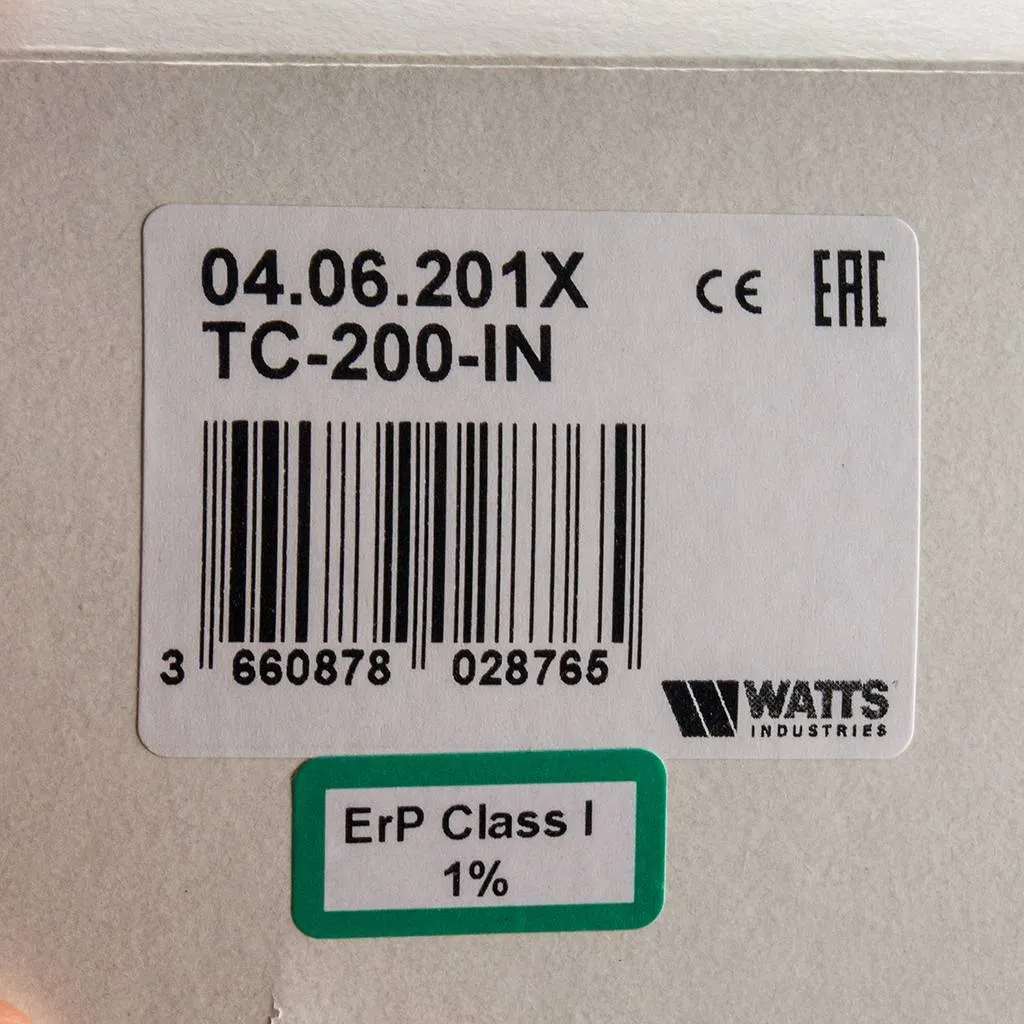 04.06.201X
CE EAC
TC-200-IN
3 660878 028765
WATTS
INDUSTRIES
ErP Class I
1%